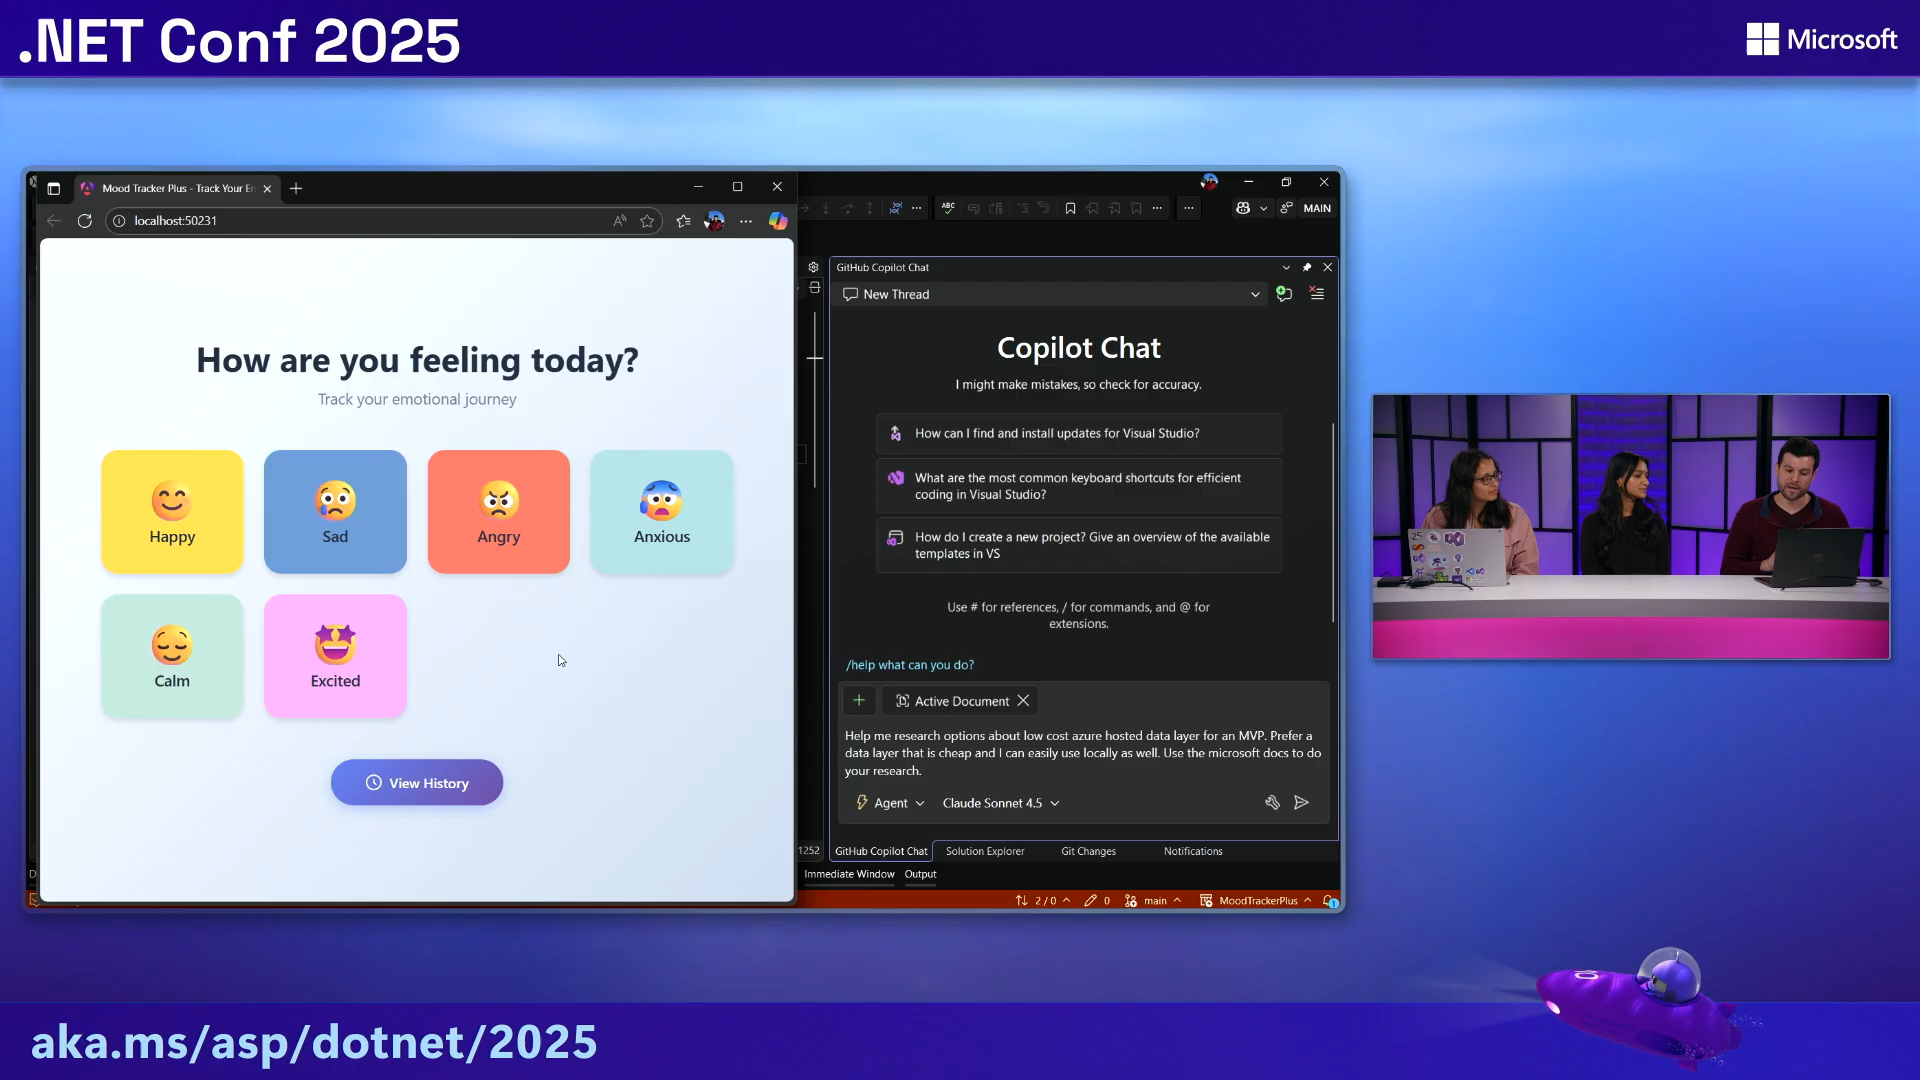 .NET Conf 2025
Microsoft
Mood Tracker Plus - Track Your E
localhost:50231
How are you feeling today?
Track your emotional journey
Happy
Sad
Angry
Anxious
Calm
Excited
View History
ABC
MAIN
GitHub Copilot Chat
New Thread
Copilot Chat
I might make mistakes, so check for accuracy.
How can I find and install updates for Visual Studio?
What are the most common keyboard shortcuts for efficient
coding in Visual Studio?
How do I create a new project? Give an overview of the available
templates in VS
Use # for references, / for commands, and @ for
extensions.
/help what can you do?
Active Document
Help me research options about low cost azure hosted data layer for an MVP. Prefer a
data layer that is cheap and I can easily use locally as well. Use the microsoft docs to do
your research.
Agent
Claude Sonnet 4.5
1252
GitHub Copilot Chat
Solution Explorer
Git Changes
Notifications
Immediate Window
Output
2 / 0
0
main
MoodTrackerPlus
1
aka.ms/asp/dotnet/2025